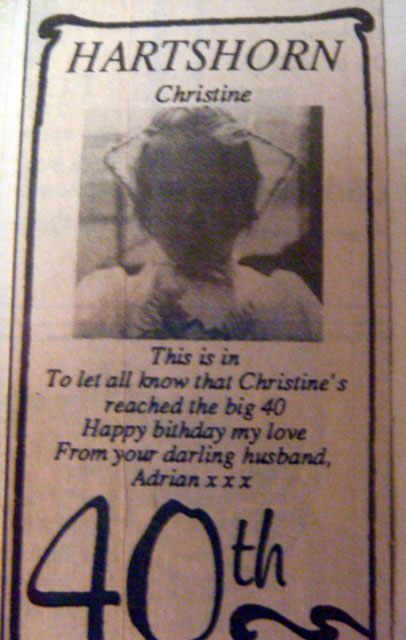 HARTSHORN
Christine
This is in
To let all know that Christine's
reached the big 40
Happy bithday my love
From your darling husband,
Adrian x x x
40th